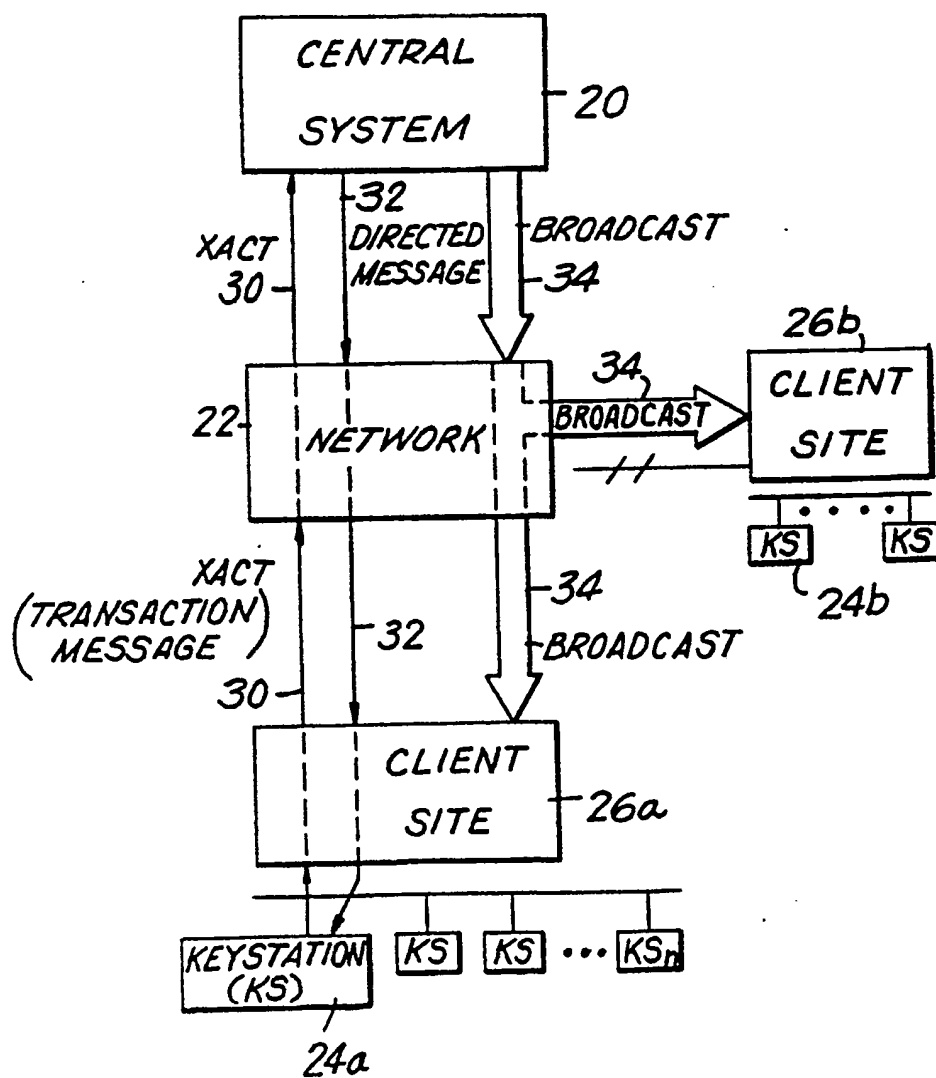 CENTRAL
SYSTEM
20
32
XACT
30
DIRECTED
MESSAGE
BROADCAST
34
26b
CLIENT
SITE
34
BROADCAST
22
NETWORK
KS
KS
24b
XACT
(TRANSACTION
MESSAGE)
30
32
34
BROADCAST
CLIENT
SITE
26a
KEYSTATION
(KS)
KS
KS
KSn
24a